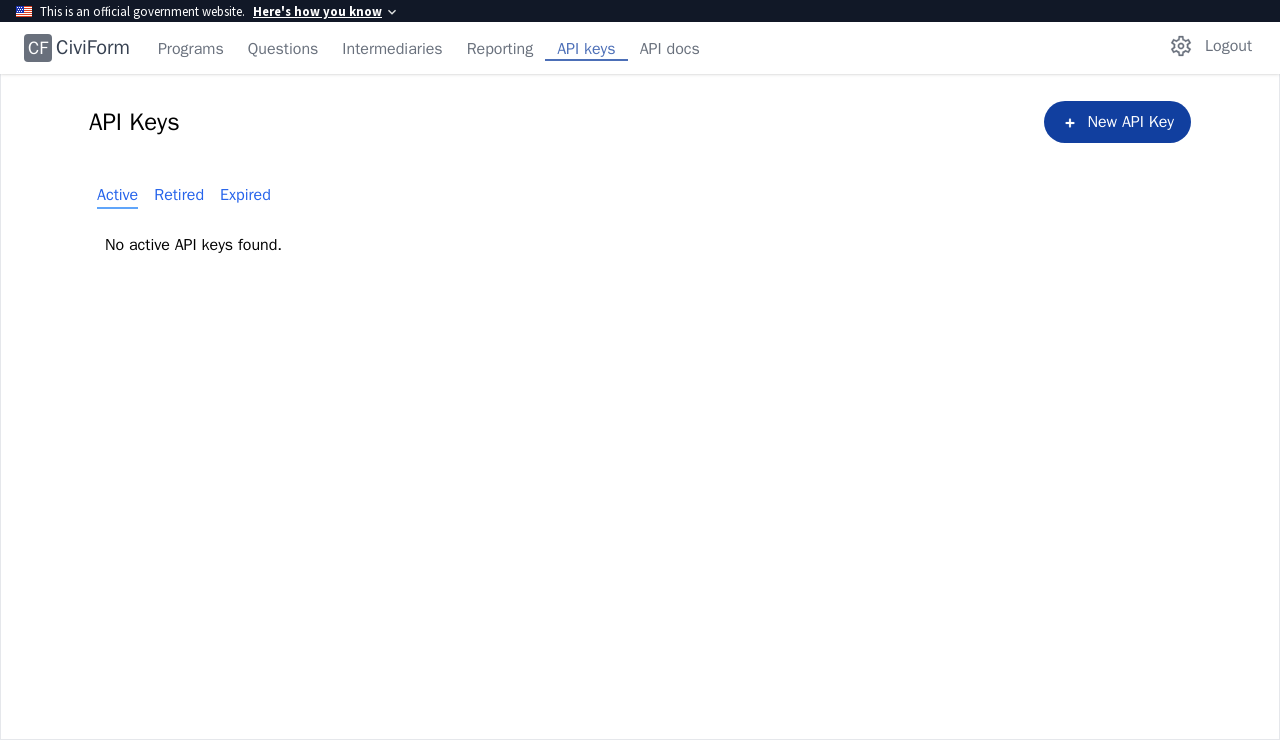 This is an official government website. Here's how you know
CF CiviForm Programs Questions Intermediaries Reporting API keys API docs Logout
API Keys
+ New API Key
Active Retired Expired
No active API keys found.